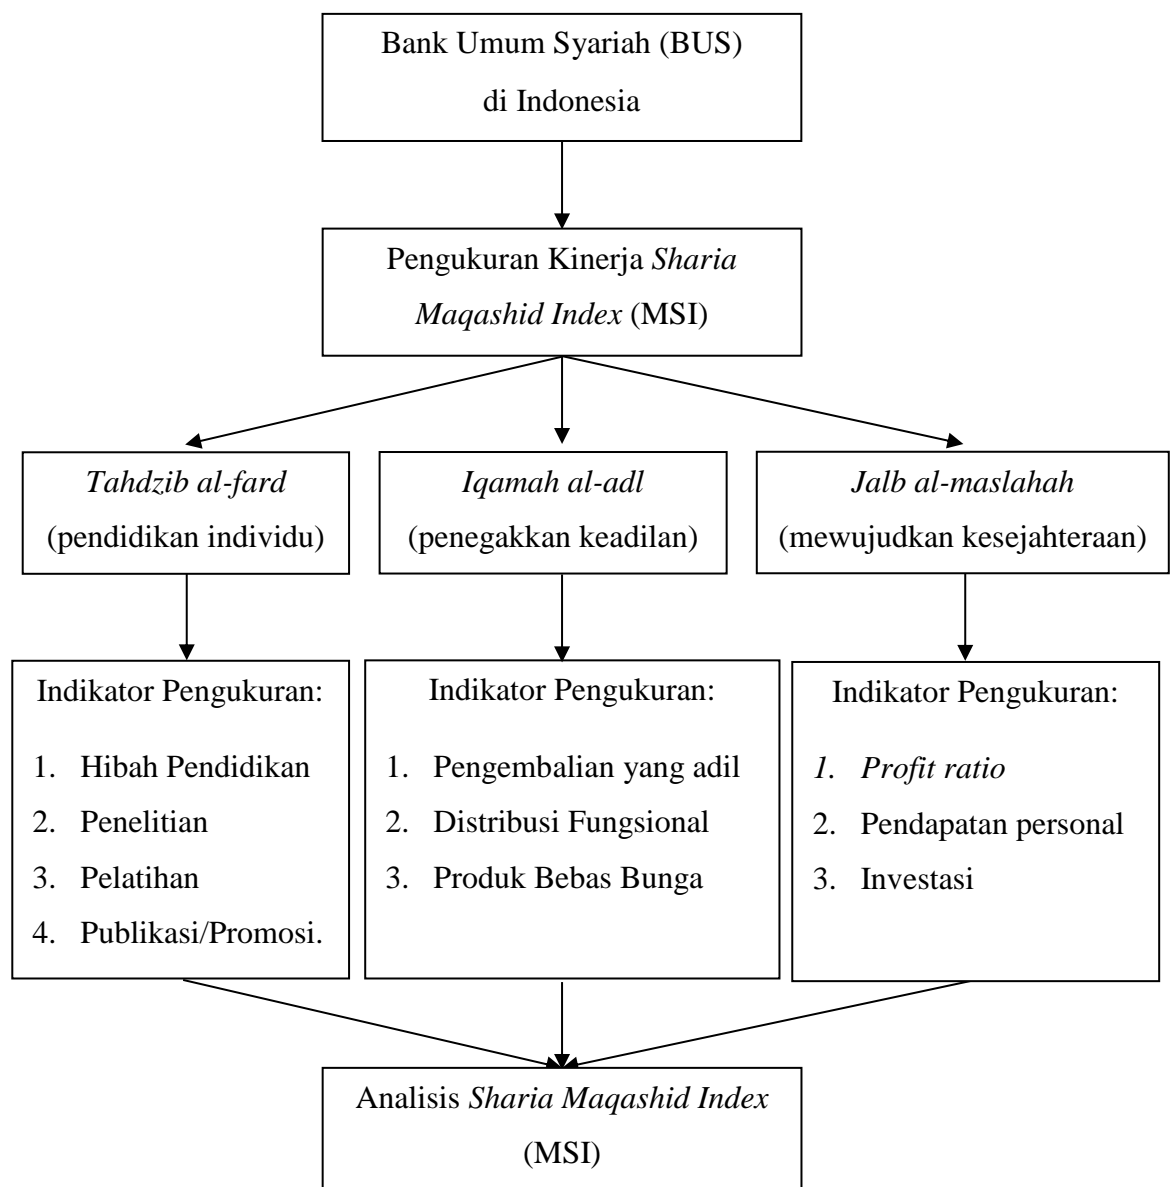 Bank Umum Syariah (BUS)
di Indonesia
Pengukuran Kinerja Sharia
Maqashid Index (MSI)
Tahdzib al-fard
(pendidikan individu)
Iqamah al-adl
(penegakkan keadilan)
Jalb al-maslahah
(mewujudkan kesejahteraan)
Indikator Pengukuran:
1. Hibah Pendidikan
2. Penelitian
3. Pelatihan
4. Publikasi/Promosi.
Indikator Pengukuran:
1. Pengembalian yang adil
2. Distribusi Fungsional
3. Produk Bebas Bunga
Indikator Pengukuran:
1. Profit ratio
2. Pendapatan personal
3. Investasi
Analisis Sharia Maqashid Index
(MSI)